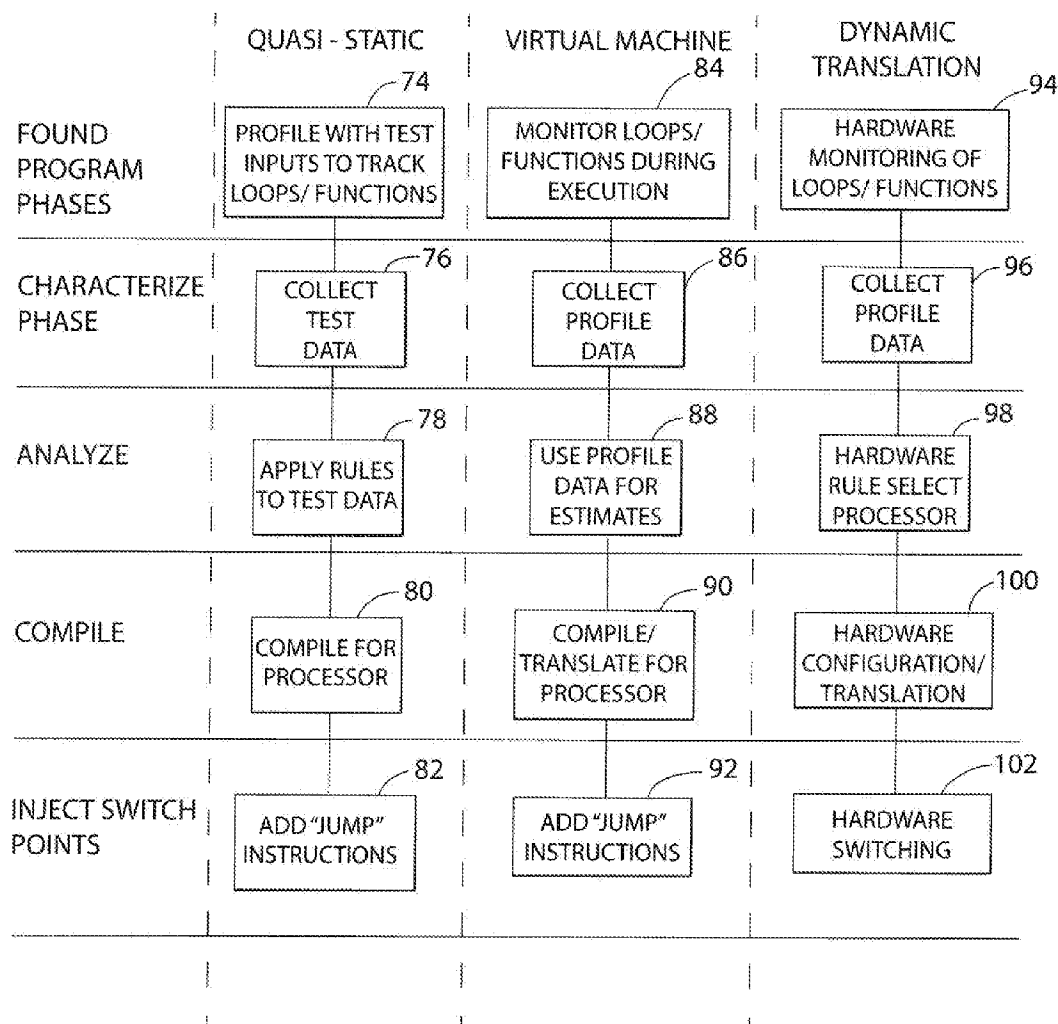 QUASI - STATIC
VIRTUAL MACHINE
DYNAMIC
TRANSLATION
FOUND
PROGRAM
PHASES
74
PROFILE WITH TEST
INPUTS TO TRACK
LOOPS/ FUNCTIONS
84
MONITOR LOOPS/
FUNCTIONS DURING
EXECUTION
94
HARDWARE
MONITORING OF
LOOPS/ FUNCTIONS
CHARACTERIZE
PHASE
76
COLLECT
TEST
DATA
86
COLLECT
PROFILE
DATA
96
COLLECT
PROFILE
DATA
ANALYZE
78
APPLY RULES
TO TEST DATA
88
USE PROFILE
DATA FOR
ESTIMATES
98
HARDWARE
RULE SELECT
PROCESSOR
COMPILE
80
COMPILE FOR
PROCESSOR
90
COMPILE/
TRANSLATE FOR
PROCESSOR
100
HARDWARE
CONFIGURATION/
TRANSLATION
INJECT SWITCH
POINTS
82
ADD "JUMP"
INSTRUCTIONS
92
ADD "JUMP"
INSTRUCTIONS
102
HARDWARE
SWITCHING